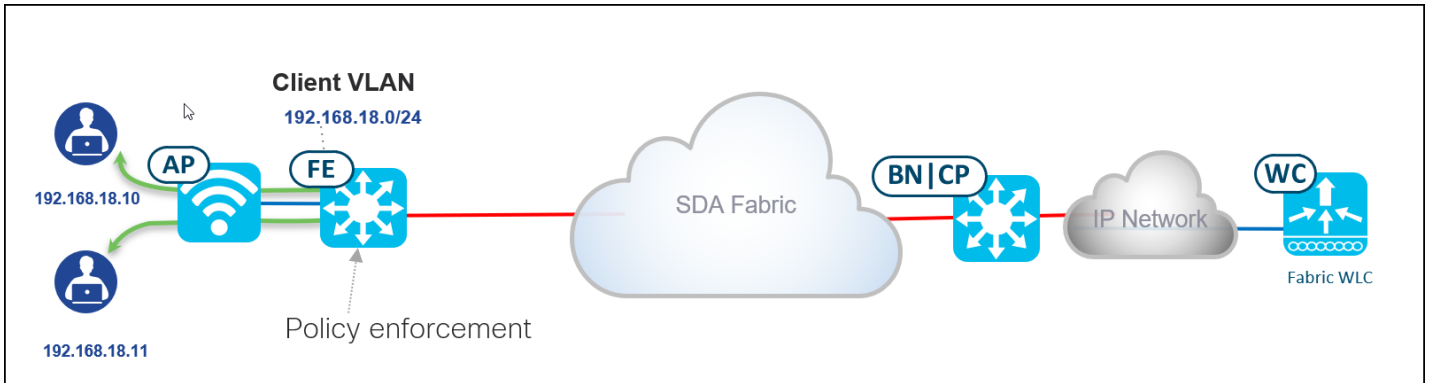 Client VLAN
192.168.18.0/24
AP
FE
192.168.18.10
192.168.18.11
Policy enforcement
SDA Fabric
BN|CP
IP Network
WC
Fabric WLC